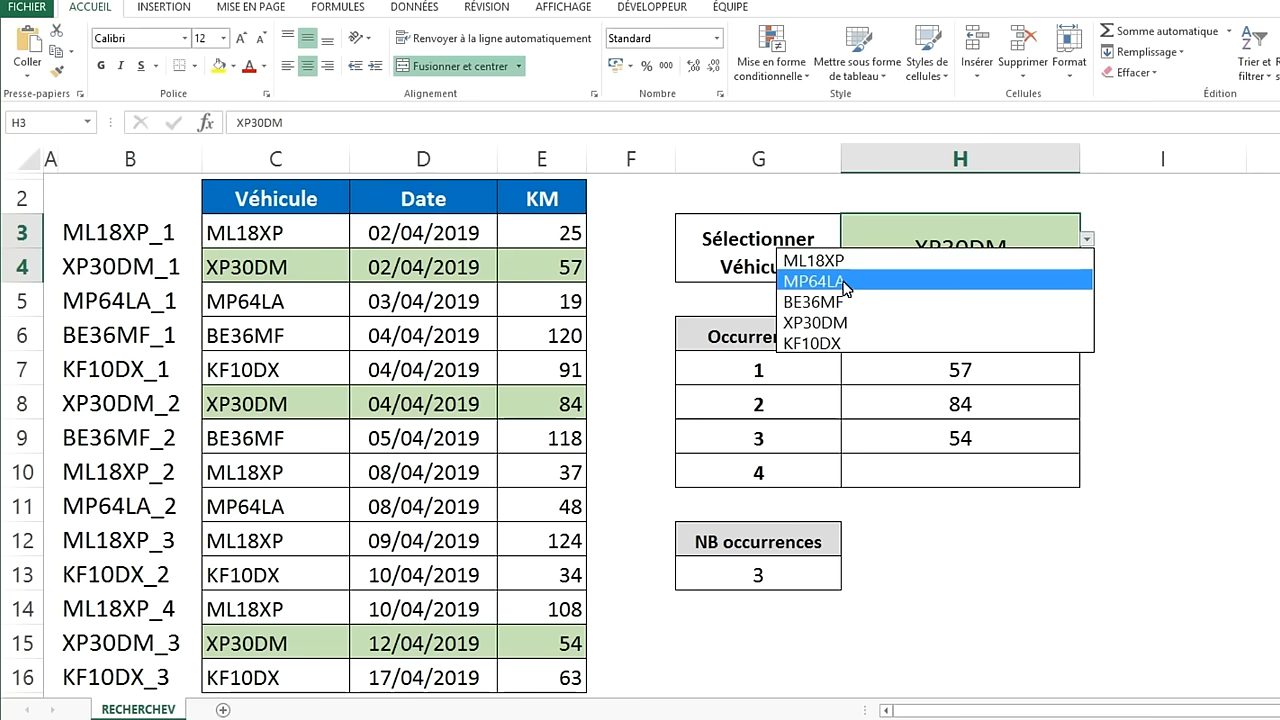 FICHIER ACCUEIL INSERTION MISE EN PAGE FORMULES DONNÉES RÉVISION AFFICHAGE DÉVELOPPEUR ÉQUIPE
Calibri 12 A A Renvoyer à la ligne automatiquement Standard Somme automatique
Coller G I S A Fusionner et centrer % 000 Mise en forme conditionnelle Mettre sous forme de tableau Styles de cellules Insérer Supprimer Format Remplissage Effacer Trier et filtrer
Presse-papiers Police Alignement Nombre Style Cellules Édition
H3 fx XP30DM
A B C D E F G H I
2 Véhicule Date KM
3 ML18XP_1 ML18XP 02/04/2019 25 Sélectionner XP30DM
4 XP30DM_1 XP30DM 02/04/2019 57
ML18XP
MP64LA
BE36MF
XP30DM
KF10DX
5 MP64LA_1 MP64LA 03/04/2019 19
6 BE36MF_1 BE36MF 04/04/2019 120
7 KF10DX_1 KF10DX 04/04/2019 91 1 57
8 XP30DM_2 XP30DM 04/04/2019 84 2 84
9 BE36MF_2 BE36MF 05/04/2019 118 3 54
10 ML18XP_2 ML18XP 08/04/2019 37 4
11 MP64LA_2 MP64LA 08/04/2019 48
12 ML18XP_3 ML18XP 09/04/2019 124 NB occurrences
13 KF10DX_2 KF10DX 10/04/2019 34 3
14 ML18XP_4 ML18XP 10/04/2019 108
15 XP30DM_3 XP30DM 12/04/2019 54
16 KF10DX_3 KF10DX 17/04/2019 63
RECHERCHEV